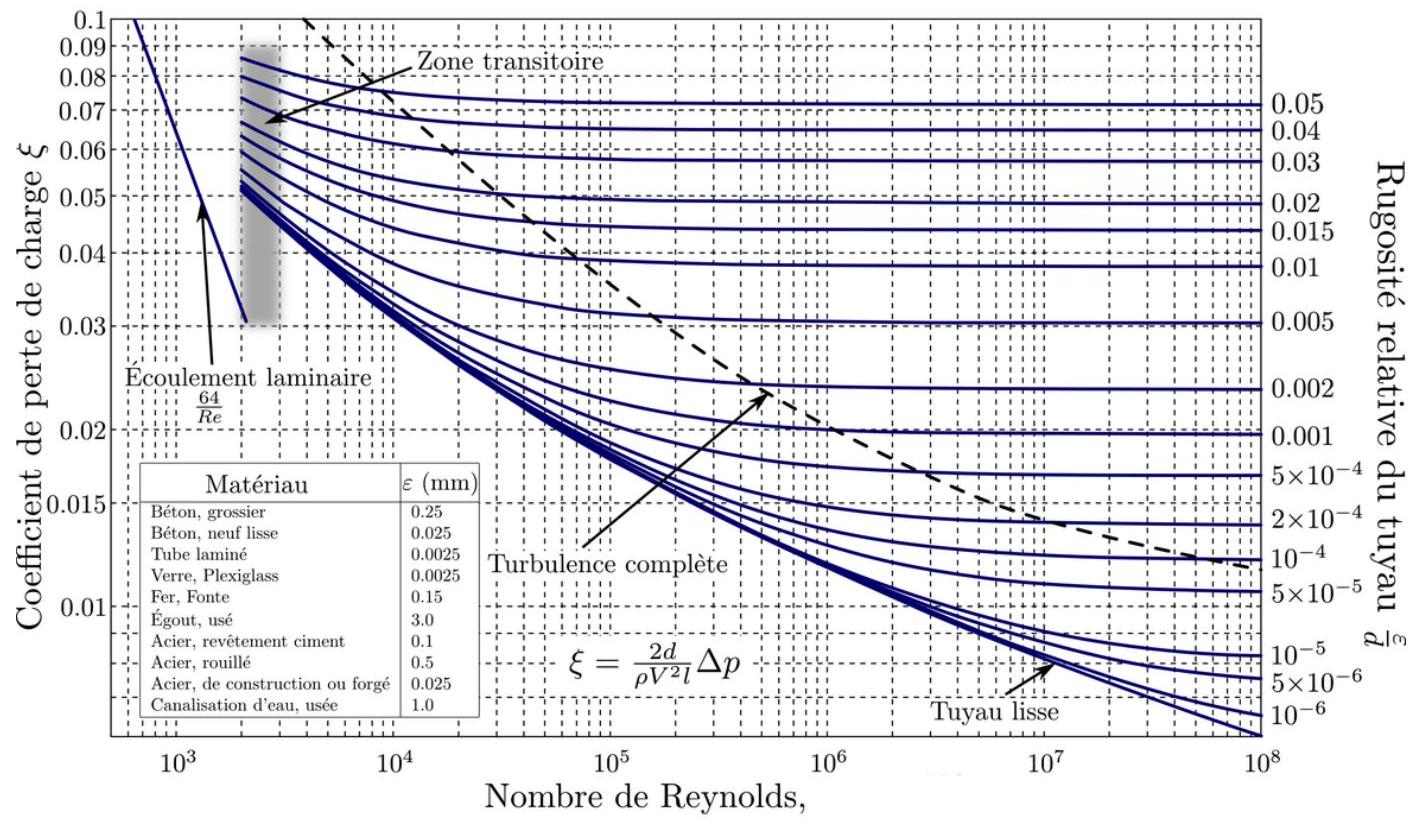 Coefficient de perte de charge ξ
0.1
0.09
0.08
0.07
0.06
0.05
0.04
0.03
0.02
0.015
0.01
Zone transitoire
Écoulement laminaire
64/Re
Turbulence complète
Tuyau lisse
ξ = 2d/ρV²l Δp
Matériau ε (mm)
Béton, grossier 0.25
Béton, neuf lisse 0.025
Tube laminé 0.0025
Verre, Plexiglass 0.0025
Fer, Fonte 0.15
Égout, usé 3.0
Acier, revêtement ciment 0.1
Acier, rouillé 0.5
Acier, de construction ou forgé 0.025
Canalisation d'eau, usée 1.0
10³ 10⁴ 10⁵ 10⁶ 10⁷ 10⁸
Nombre de Reynolds,
0.05
0.04
0.03
0.02
0.015
0.01
0.005
0.002
0.001
5×10⁻⁴
2×10⁻⁴
10⁻⁴
5×10⁻⁵
10⁻⁵
5×10⁻⁶
10⁻⁶
Rugosité relative du tuyau ε/d